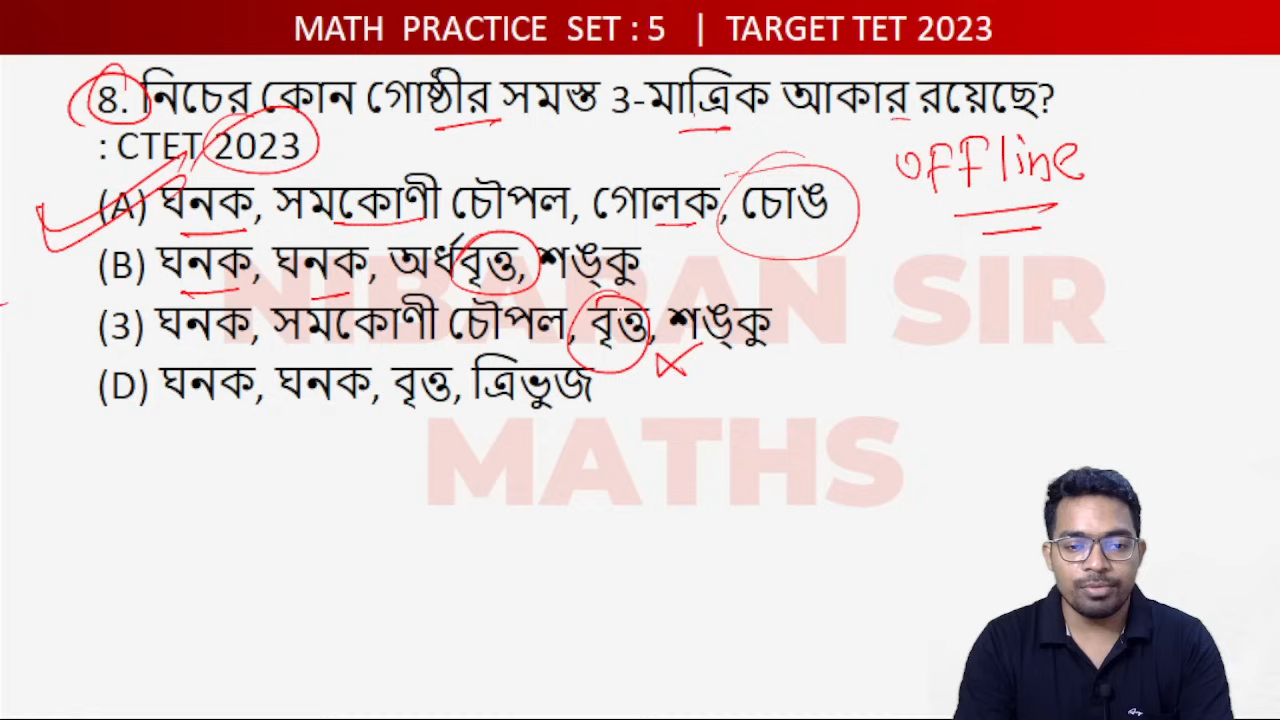 MATH PRACTICE SET : 5 | TARGET TET 2023
8. নিচের কোন গোষ্ঠীর সমস্ত 3-মাত্রিক আকার রয়েছে?
: CTET 2023
offline
(A) ঘনক, সমকোণী চৌপল, গোলক, চোঙ
(B) ঘনক, ঘনক, অর্ধবৃত্ত, শঙ্কু
(3) ঘনক, সমকোণী চৌপল, বৃত্ত, শঙ্কু
(D) ঘনক, ঘনক, বৃত্ত, ত্রিভুজ
NIBARAN SIR
MATHS